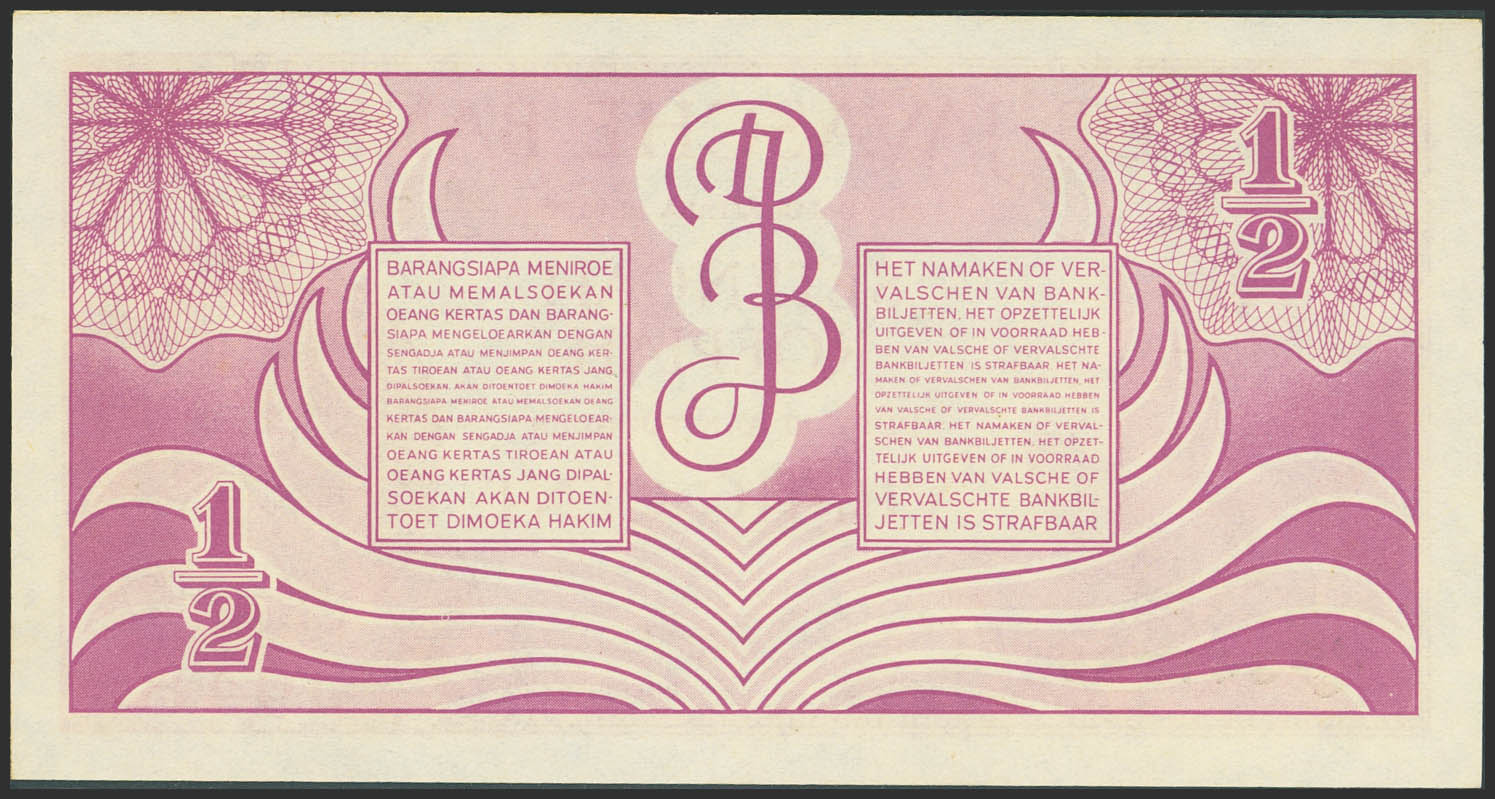 DJB
1/2
BARANGSIAPA MENIROE
ATAU MEMALSOEKAN
OEANG KERTAS DAN BARANG-
SIAPA MENGELOEARKAN DENGAN
SENGADJA ATAU MENJIMPAN OEANG KER-
TAS TIROEAN ATAU OEANG KERTAS JANG
DIPALSOEKAN, AKAN DITOENTOET DIMOEKA HAKIM
BARANGSIAPA MENIROE ATAU MEMALSOEKAN OEANG
KERTAS DAN BARANGSIAPA MENGELOEAR-
KAN DENGAN SENGADJA ATAU MENJIMPAN
OEANG KERTAS TIROEAN ATAU
OEANG KERTAS JANG DIPAL-
SOEKAN AKAN DITOEN-
TOET DIMOEKA HAKIM
HET NAMAKEN OF VER-
VALSCHEN VAN BANK-
BILJETTEN, HET OPZETTELIJK
UITGEVEN OF IN VOORRAAD HEB-
BEN VAN VALSCHE OF VERVALSCHTE
BANKBILJETTEN IS STRAFBAAR. HET NA-
MAKEN OF VERVALSCHEN VAN BANKBILJETTEN, HET
OPZETTELIJK UITGEVEN OF IN VOORRAAD HEBBEN
VAN VALSCHE OF VERVALSCHTE BANKBILJETTEN IS
STRAFBAAR. HET NAMAKEN OF VERVAL-
SCHEN VAN BANKBILJETTEN, HET OPZET-
TELIJK UITGEVEN OF IN VOORRAAD
HEBBEN VAN VALSCHE OF
VERVALSCHTE BANKBIL-
JETTEN IS STRAFBAAR
1/2